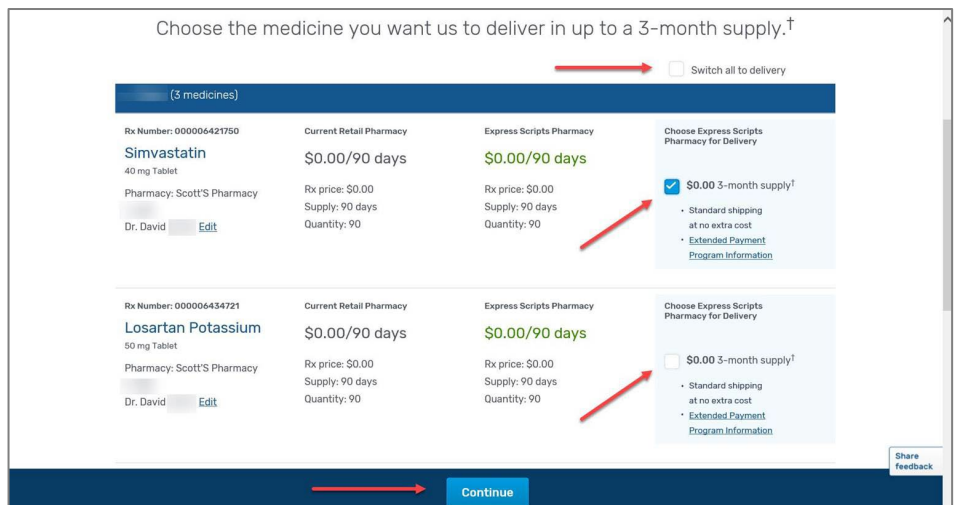 Choose the medicine you want us to deliver in up to a 3-month supply.†
Switch all to delivery
(3 medicines)
Rx Number: 000006421750
Simvastatin
40 mg Tablet
Pharmacy: Scott'S Pharmacy
Dr. David Edit
Current Retail Pharmacy
$0.00/90 days
Rx price: $0.00
Supply: 90 days
Quantity: 90
Express Scripts Pharmacy
$0.00/90 days
Rx price: $0.00
Supply: 90 days
Quantity: 90
Choose Express Scripts
Pharmacy for Delivery
$0.00 3-month supply†
• Standard shipping
at no extra cost
• Extended Payment
Program Information
Rx Number: 000006434721
Losartan Potassium
50 mg Tablet
Pharmacy: Scott'S Pharmacy
Dr. David Edit
Current Retail Pharmacy
$0.00/90 days
Rx price: $0.00
Supply: 90 days
Quantity: 90
Express Scripts Pharmacy
$0.00/90 days
Rx price: $0.00
Supply: 90 days
Quantity: 90
Choose Express Scripts
Pharmacy for Delivery
$0.00 3-month supply†
• Standard shipping
at no extra cost
• Extended Payment
Program Information
Share
feedback
Continue